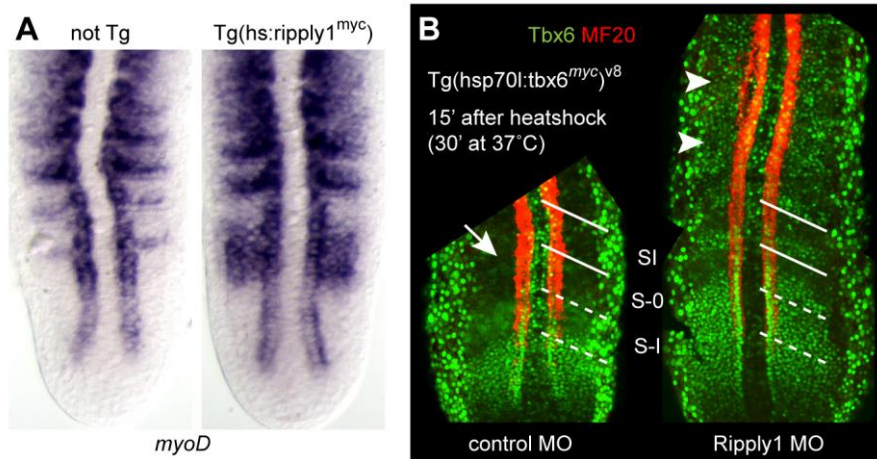 A
not Tg
Tg(hs:ripply1myc)
myoD
B
Tbx6 MF20
Tg(hsp70l:tbx6myc)v8
15' after heatshock
(30' at 37˚C)
SI
S-0
S-I
control MO
Ripply1 MO